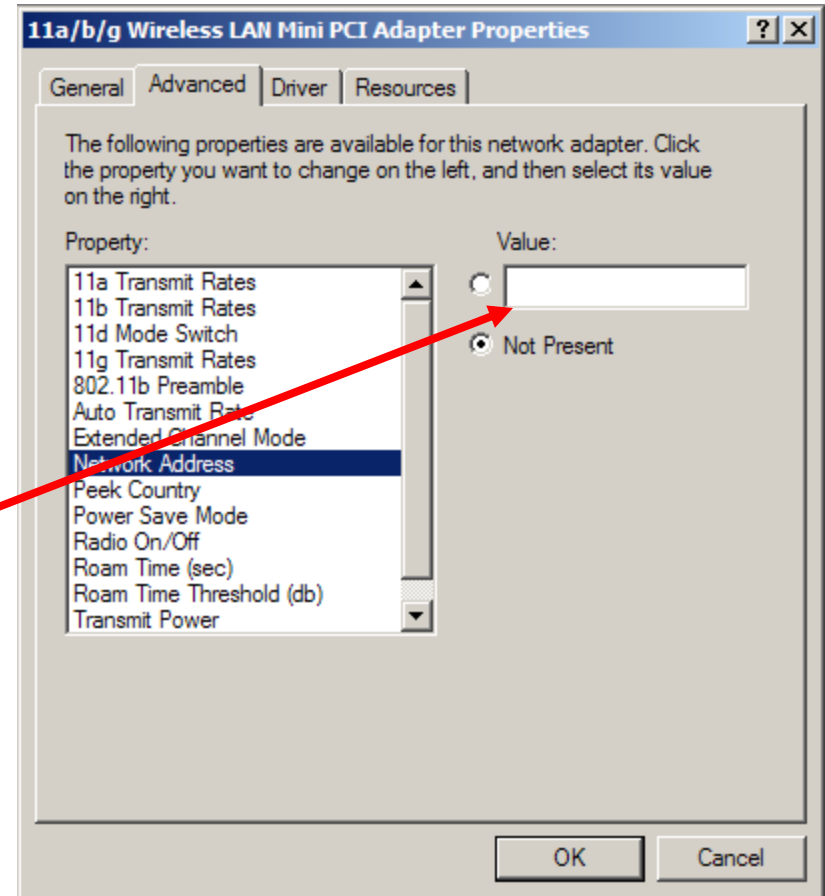 11a/b/g Wireless LAN Mini PCI Adapter Properties
General Advanced Driver Resources
The following properties are available for this network adapter. Click
the property you want to change on the left, and then select its value
on the right.
Property:
Value:
11a Transmit Rates
11b Transmit Rates
11d Mode Switch
11g Transmit Rates
802.11b Preamble
Auto Transmit Rate
Extended Channel Mode
Network Address
Peek Country
Power Save Mode
Radio On/Off
Roam Time (sec)
Roam Time Threshold (db)
Transmit Power
Not Present
OK Cancel